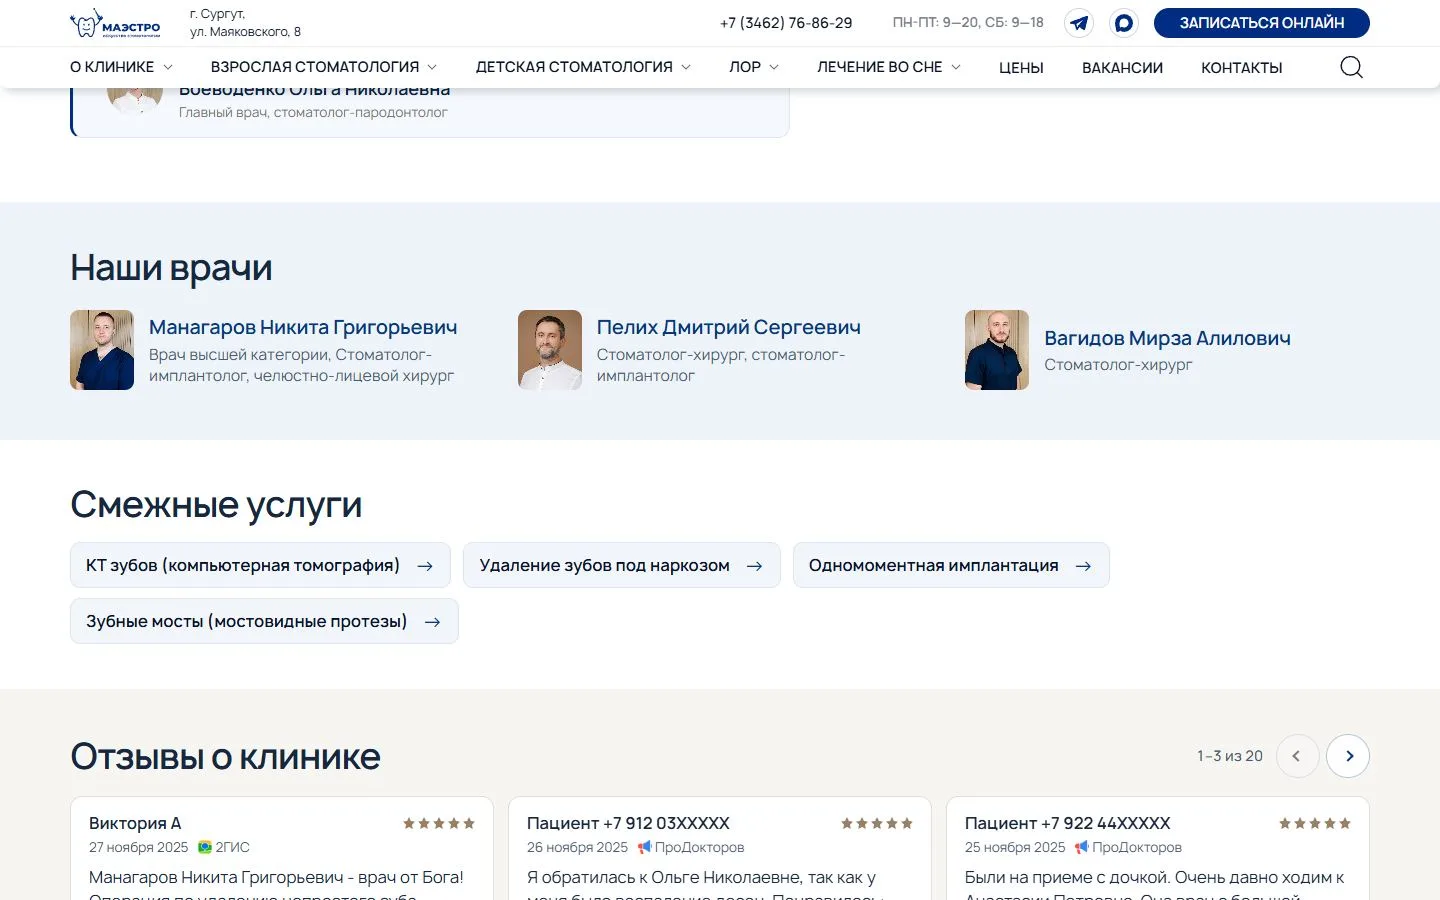 МАЭСТРО
г. Сургут,
ул. Маяковского, 8
+7 (3462) 76-86-29
ПН-ПТ: 9—20, СБ: 9—18
ЗАПИСАТЬСЯ ОНЛАЙН
О КЛИНИКЕ
ВЗРОСЛАЯ СТОМАТОЛОГИЯ
ДЕТСКАЯ СТОМАТОЛОГИЯ
ЛОР
ЛЕЧЕНИЕ ВО СНЕ
ЦЕНЫ
ВАКАНСИИ
КОНТАКТЫ
Воеводенко Ольга Николаевна
Главный врач, стоматолог-пародонтолог
Наши врачи
Манагаров Никита Григорьевич
Врач высшей категории, Стоматолог-
имплантолог, челюстно-лицевой хирург
Пелих Дмитрий Сергеевич
Стоматолог-хирург, стоматолог-
имплантолог
Вагидов Мирза Алилович
Стоматолог-хирург
Смежные услуги
КТ зубов (компьютерная томография) →
Удаление зубов под наркозом →
Одномоментная имплантация →
Зубные мосты (мостовидные протезы) →
Отзывы о клинике
1–3 из 20
Виктория А
27 ноября 2025 2ГИС
Манагаров Никита Григорьевич - врач от Бога!
Пациент +7 912 03XXXXX
26 ноября 2025 ПроДокторов
Я обратилась к Ольге Николаевне, так как у
Пациент +7 922 44XXXXX
25 ноября 2025 ПроДокторов
Были на приеме с дочкой. Очень давно ходим к